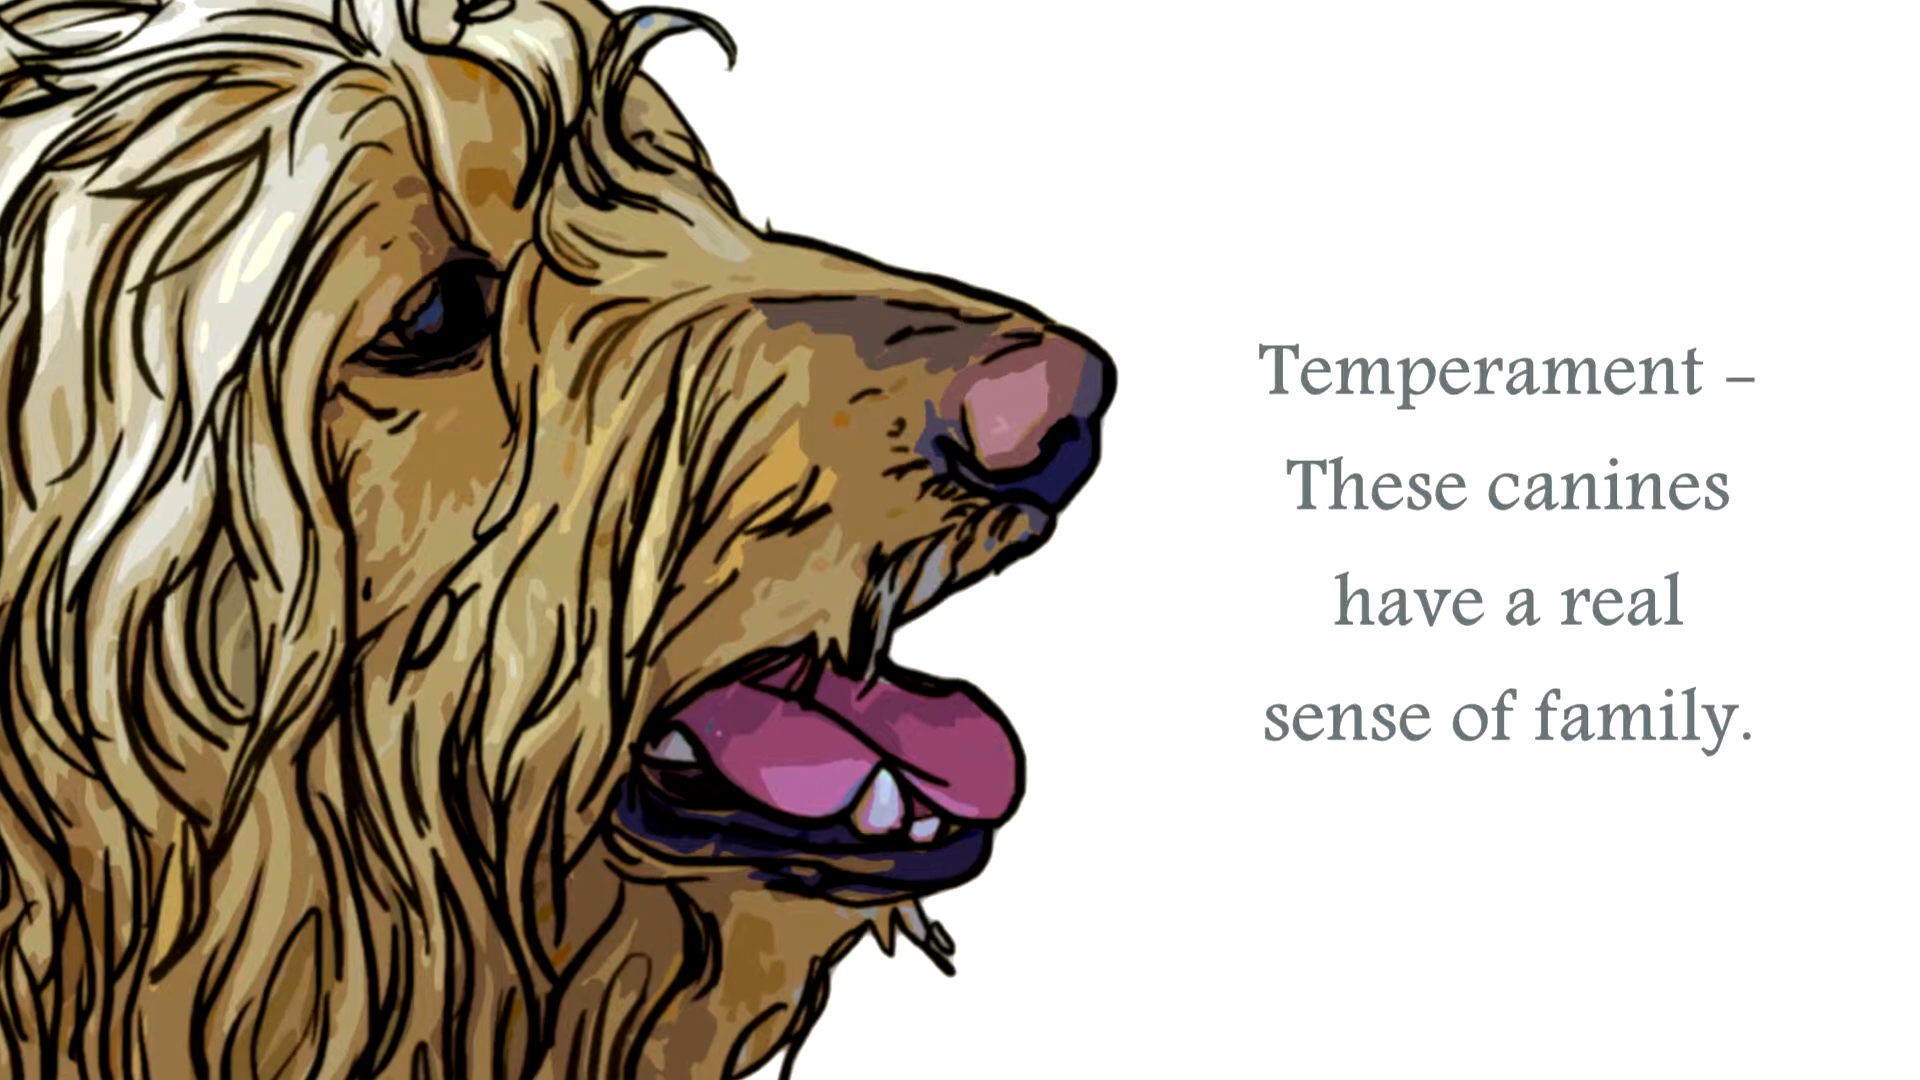 Temperament –
These canines
have a real
sense of family.